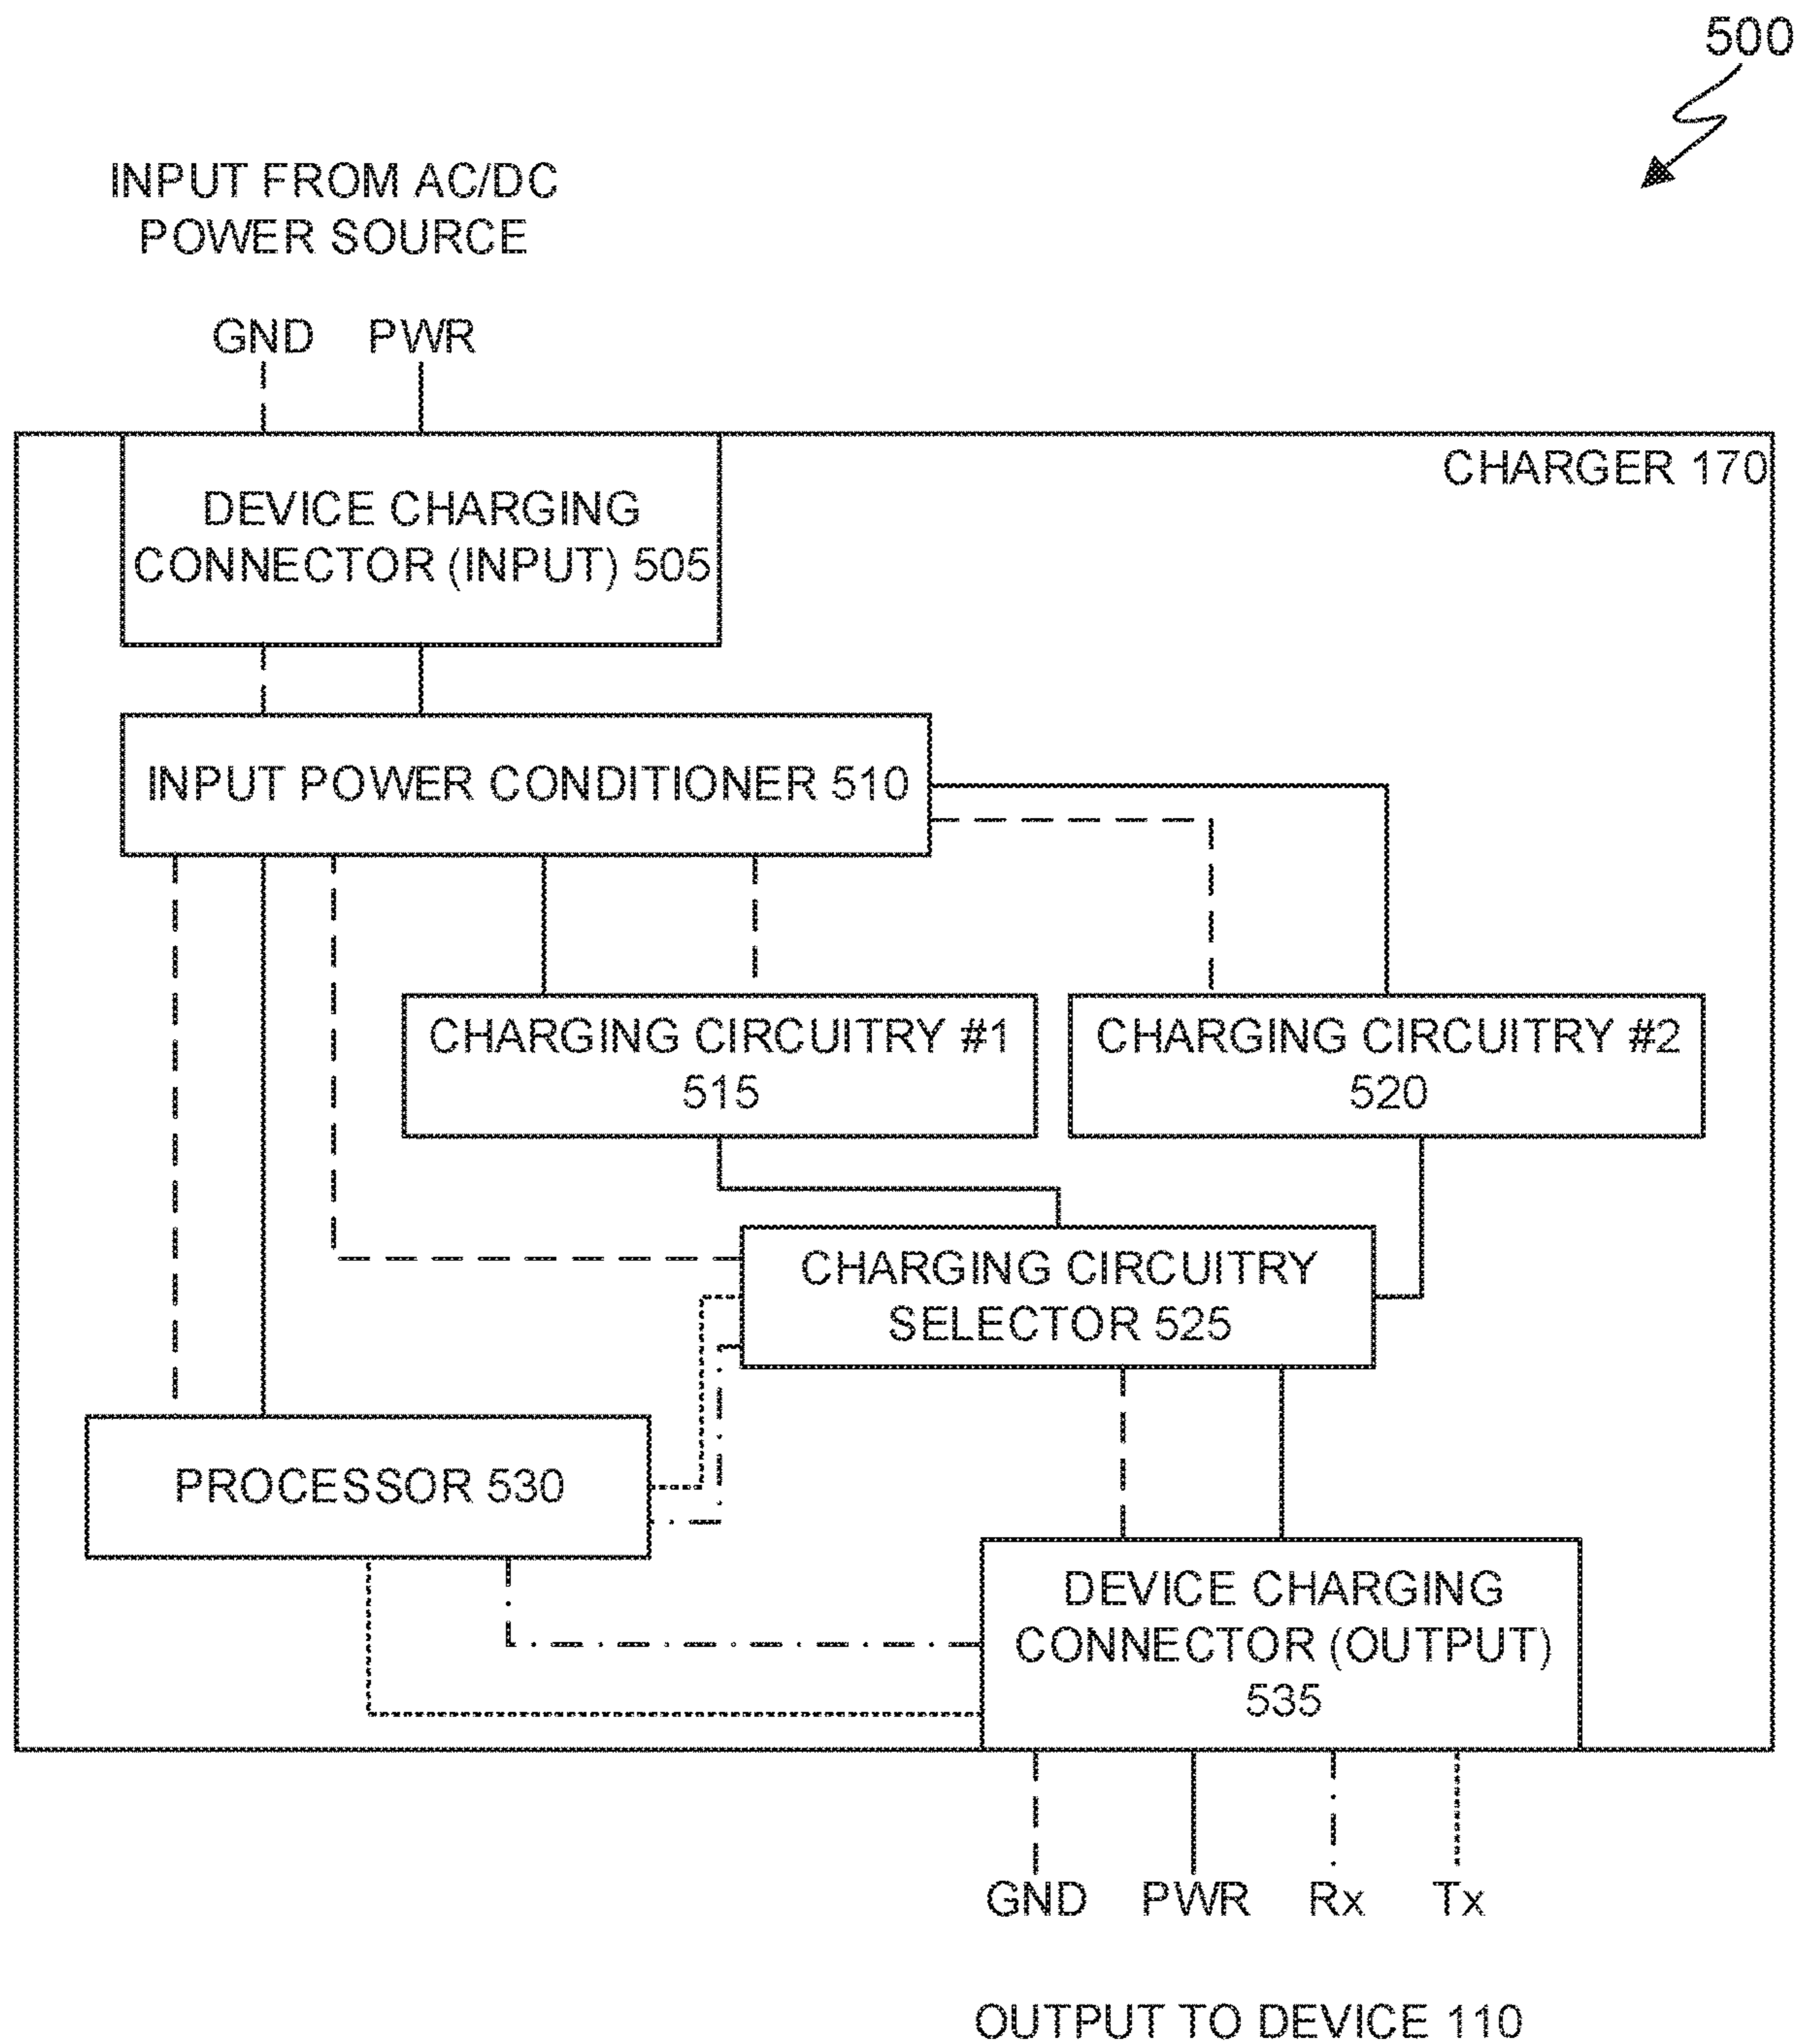 500
INPUT FROM AC/DC
POWER SOURCE
GND PWR
CHARGER 170
DEVICE CHARGING
CONNECTOR (INPUT) 505
INPUT POWER CONDITIONER 510
CHARGING CIRCUITRY #1
515
CHARGING CIRCUITRY #2
520
CHARGING CIRCUITRY
SELECTOR 525
PROCESSOR 530
DEVICE CHARGING
CONNECTOR (OUTPUT)
535
GND PWR Rx Tx
OUTPUT TO DEVICE 110